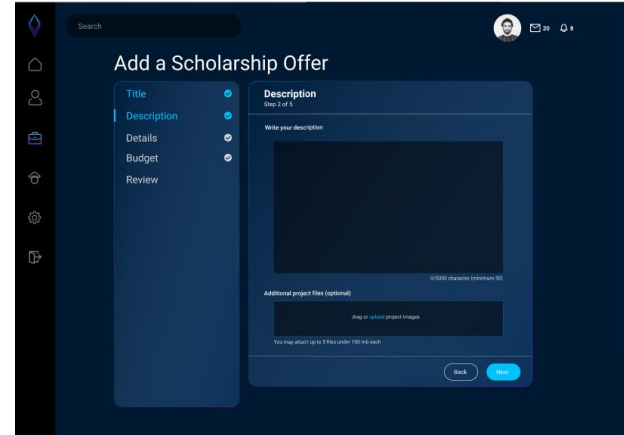 Search
20
8
Add a Scholarship Offer
Title
Description
Details
Budget
Review
Description
Step 2 of 5
Write your description
0/5000 character (minimum 50)
Additional project files (optional)
drag or upload project images
You may attach up to 5 files under 100 mb each
Back
Next